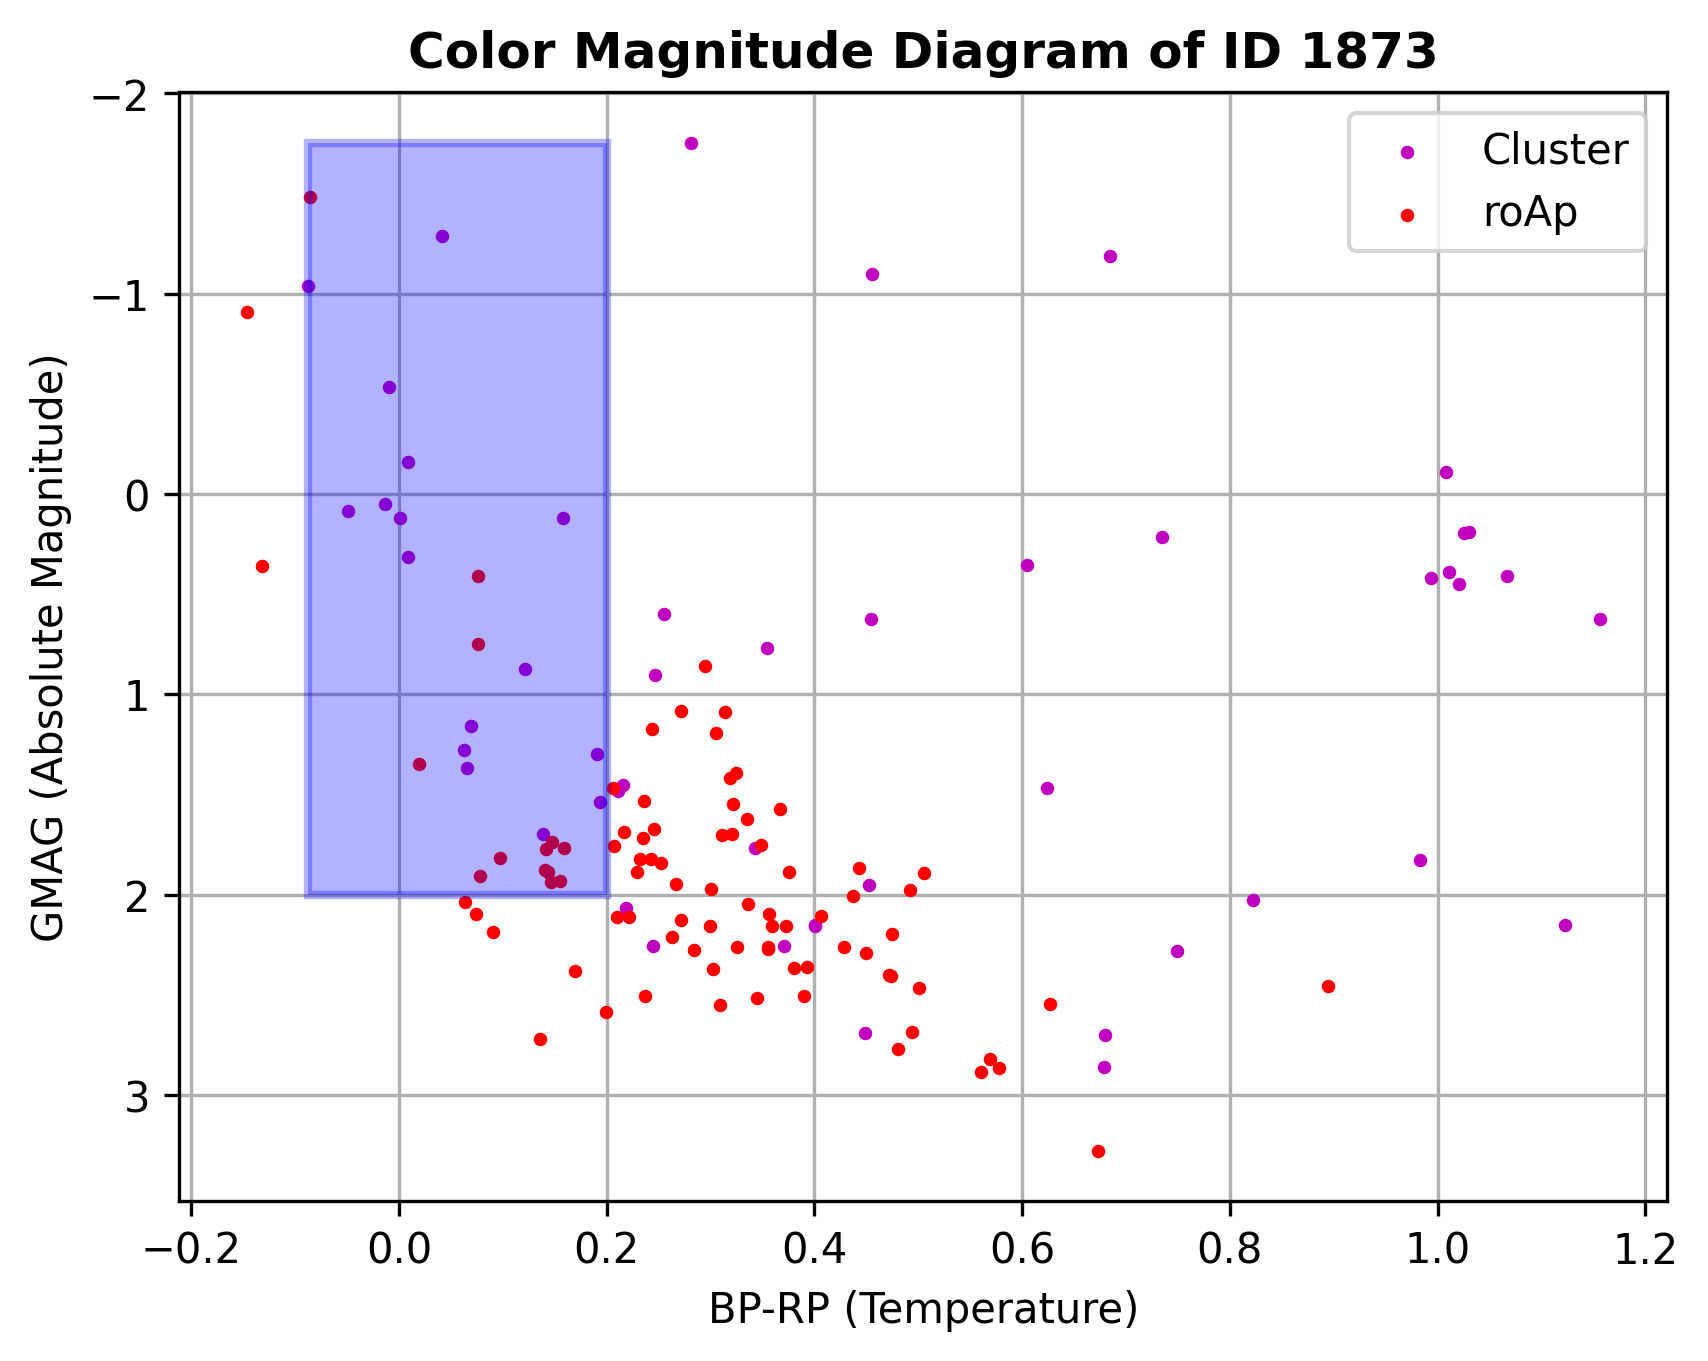 Color Magnitude Diagram of ID 1873
Cluster
roAp
GMAG (Absolute Magnitude)
−2
−1
0
1
2
3
−0.2 0.0 0.2 0.4 0.6 0.8 1.0 1.2
BP-RP (Temperature)